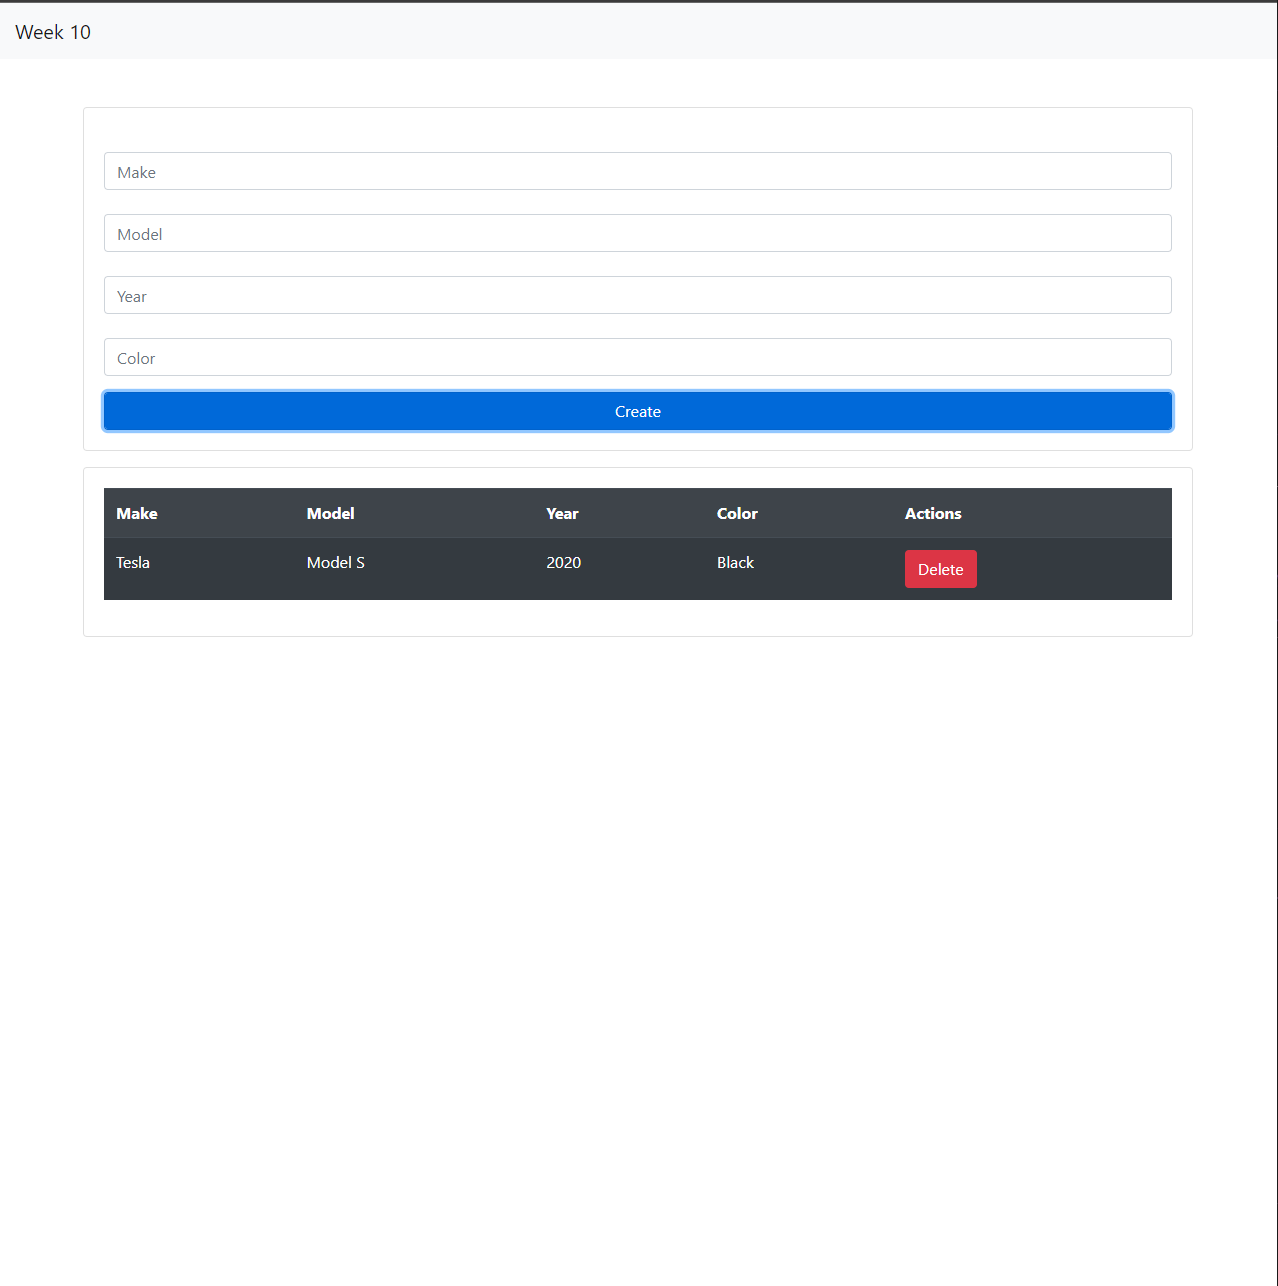 Week 10
Make
Model
Year
Color
Create
Make Model Year Color Actions
Tesla Model S 2020 Black Delete